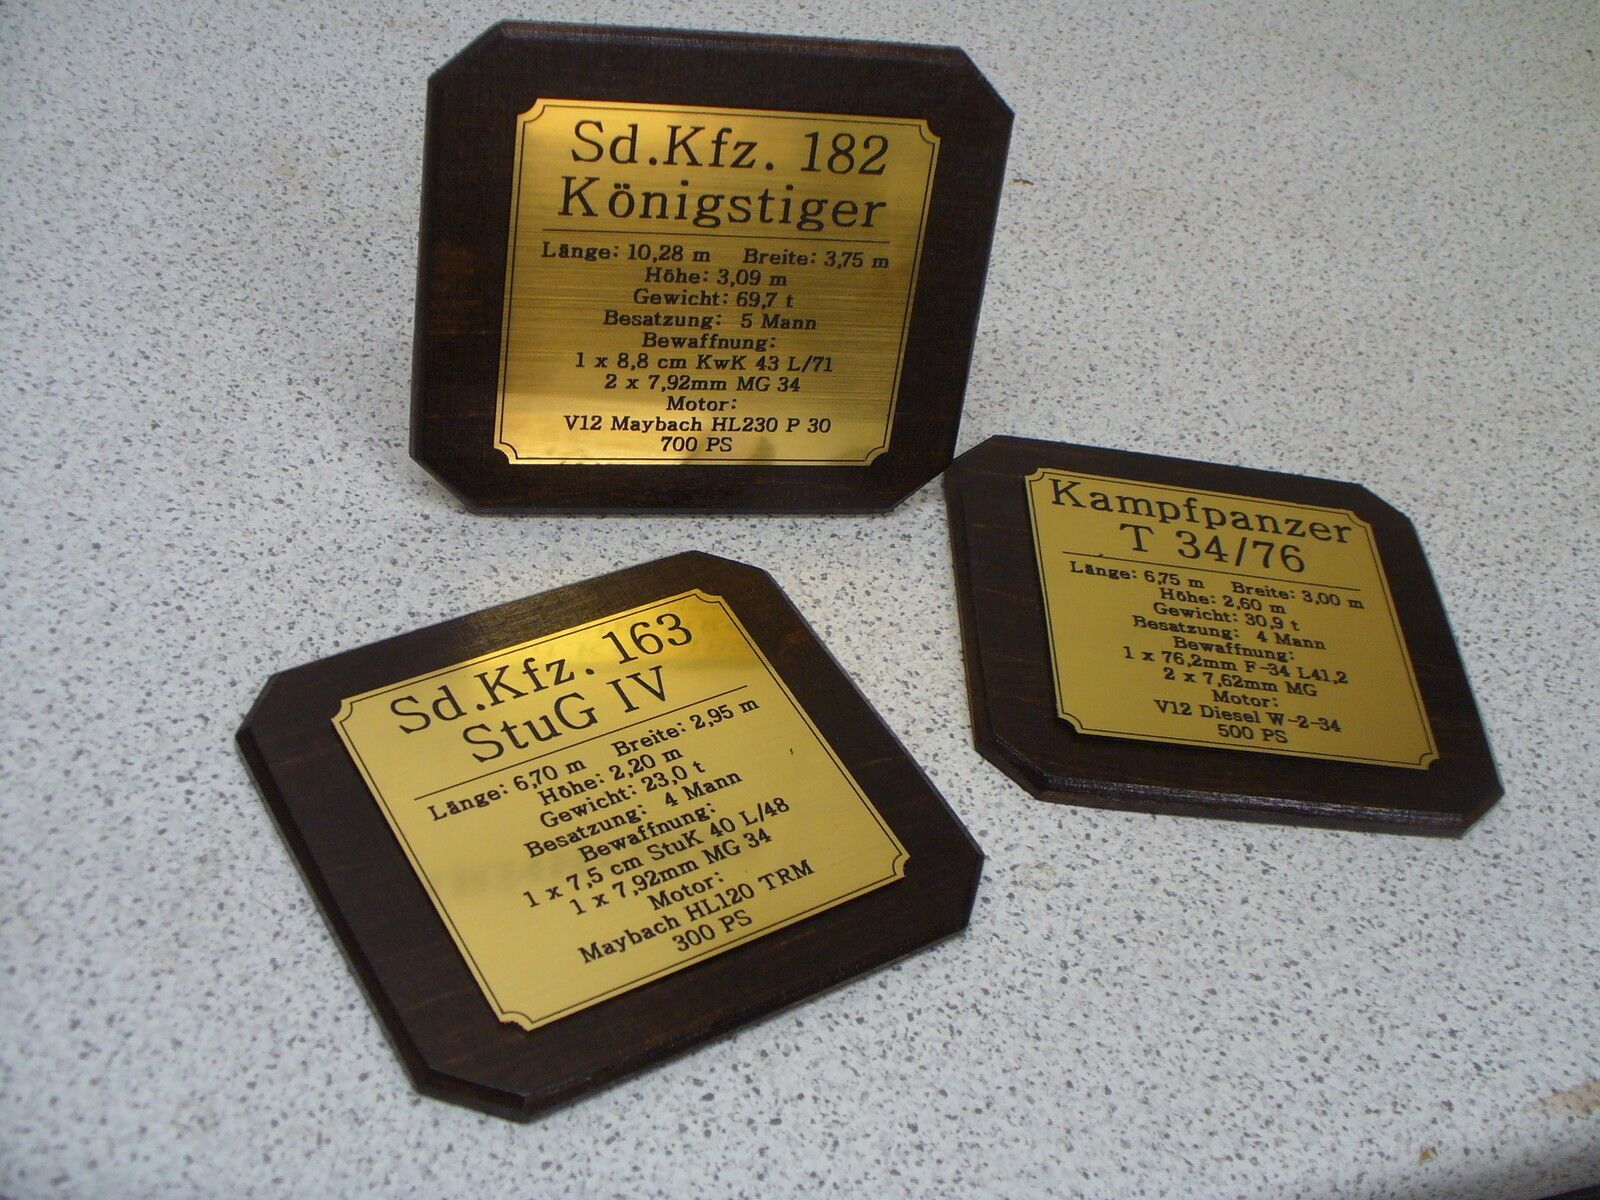 Sd.Kfz. 182
Königstiger
Länge: 10,28 m Breite: 3,75 m
Höhe: 3,09 m
Gewicht: 69,7 t
Besatzung: 5 Mann
Bewaffnung:
1 x 8,8 cm KwK 43 L/71
2 x 7,92mm MG 34
Motor:
V12 Maybach HL230 P 30
700 PS
Kampfpanzer
T 34/76
Länge: 6,75 m Breite: 3,00 m
Höhe: 2,60 m
Gewicht: 30,9 t
Besatzung: 4 Mann
Bewaffnung:
1 x 76,2mm F-34 L41,2
2 x 7,62mm MG
Motor:
V12 Diesel W-2-34
500 PS
Sd.Kfz. 163
StuG IV
Länge: 6,70 m Breite: 2,95 m
Höhe: 2,20 m
Gewicht: 23,0 t
Besatzung: 4 Mann
Bewaffnung:
1 x 7,5 cm StuK 40 L/48
1 x 7,92mm MG 34
Motor:
Maybach HL120 TRM
300 PS